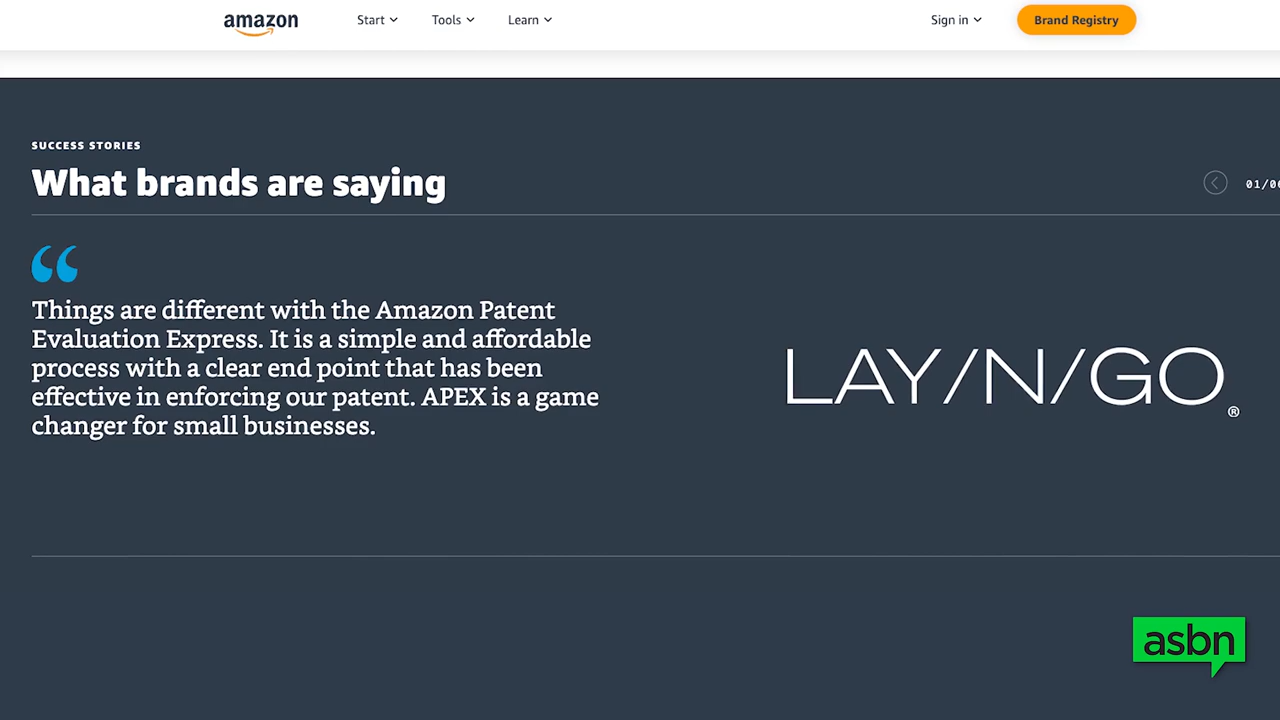 amazon Start Tools Learn Sign in Brand Registry
SUCCESS STORIES
What brands are saying
01/06
“
Things are different with the Amazon Patent
Evaluation Express. It is a simple and affordable
process with a clear end point that has been
effective in enforcing our patent. APEX is a game
changer for small businesses.
LAY/N/GO®
asbn